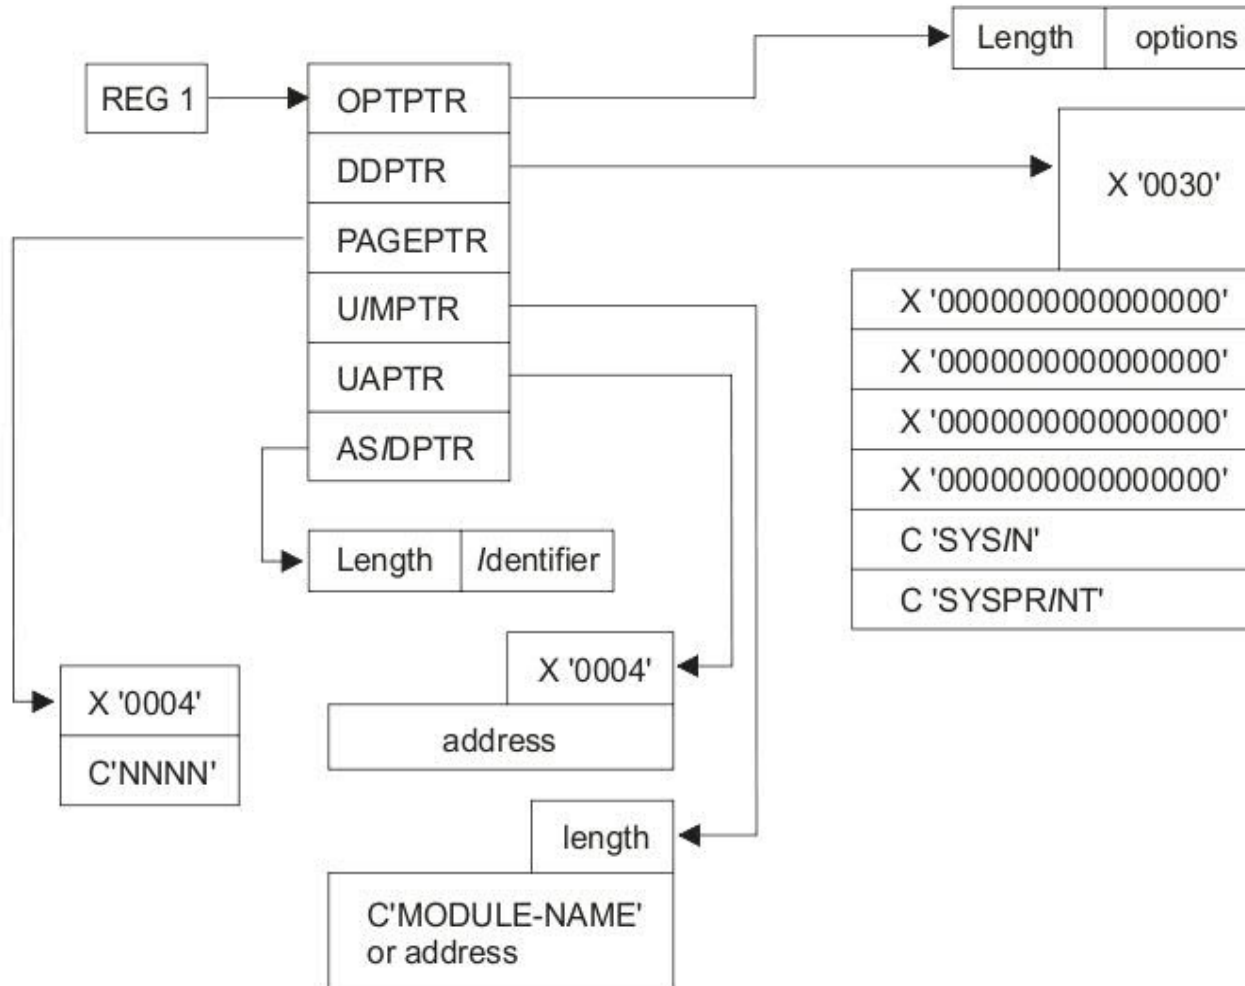 Length options
REG 1
OPTPTR
DDPTR
X '0030'
PAGEPTR
U/MPTR
X '0000000000000000'
X '0000000000000000'
UAPTR
X '0000000000000000'
AS/DPTR
X '0000000000000000'
C 'SYS/N'
Length /dentifier
C 'SYSPR/NT'
X '0004'
X '0004'
address
C'NNNN'
length
C'MODULE-NAME'
or address